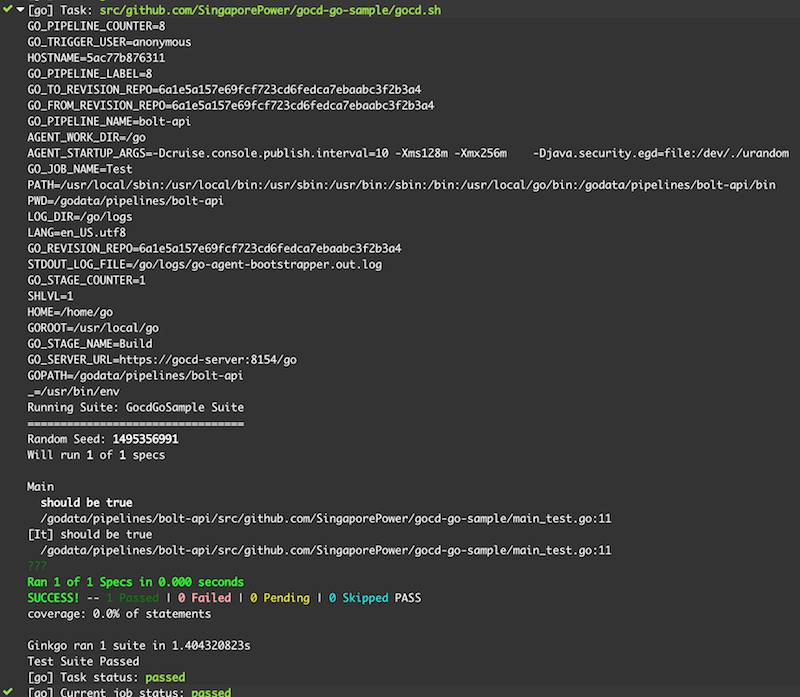 [go] Task: src/github.com/SingaporePower/gocd-go-sample/gocd.sh
GO_PIPELINE_COUNTER=8
GO_TRIGGER_USER=anonymous
HOSTNAME=5ac77b876311
GO_PIPELINE_LABEL=8
GO_TO_REVISION_REPO=6a1e5a157e69fcf723cd6fedca7ebaabc3f2b3a4
GO_FROM_REVISION_REPO=6a1e5a157e69fcf723cd6fedca7ebaabc3f2b3a4
GO_PIPELINE_NAME=bolt-api
AGENT_WORK_DIR=/go
AGENT_STARTUP_ARGS=-Dcruise.console.publish.interval=10 -Xms128m -Xmx256m    -Djava.security.egd=file:/dev/./urandom
GO_JOB_NAME=Test
PATH=/usr/local/sbin:/usr/local/bin:/usr/sbin:/usr/bin:/sbin:/bin:/usr/local/go/bin:/godata/pipelines/bolt-api/bin
PWD=/godata/pipelines/bolt-api
LOG_DIR=/go/logs
LANG=en_US.utf8
GO_REVISION_REPO=6a1e5a157e69fcf723cd6fedca7ebaabc3f2b3a4
STDOUT_LOG_FILE=/go/logs/go-agent-bootstrapper.out.log
GO_STAGE_COUNTER=1
SHLVL=1
HOME=/home/go
GOROOT=/usr/local/go
GO_STAGE_NAME=Build
GO_SERVER_URL=https://gocd-server:8154/go
GOPATH=/godata/pipelines/bolt-api
_=/usr/bin/env
Running Suite: GocdGoSample Suite
==================================
Random Seed: 1495356991
Will run 1 of 1 specs
Main
should be true
/godata/pipelines/bolt-api/src/github.com/SingaporePower/gocd-go-sample/main_test.go:11
[It] should be true
/godata/pipelines/bolt-api/src/github.com/SingaporePower/gocd-go-sample/main_test.go:11
???
Ran 1 of 1 Specs in 0.000 seconds
SUCCESS! -- 1 Passed | 0 Failed | 0 Pending | 0 Skipped PASS
coverage: 0.0% of statements
Ginkgo ran 1 suite in 1.404320823s
Test Suite Passed
[go] Task status: passed
[go] Current job status: passed